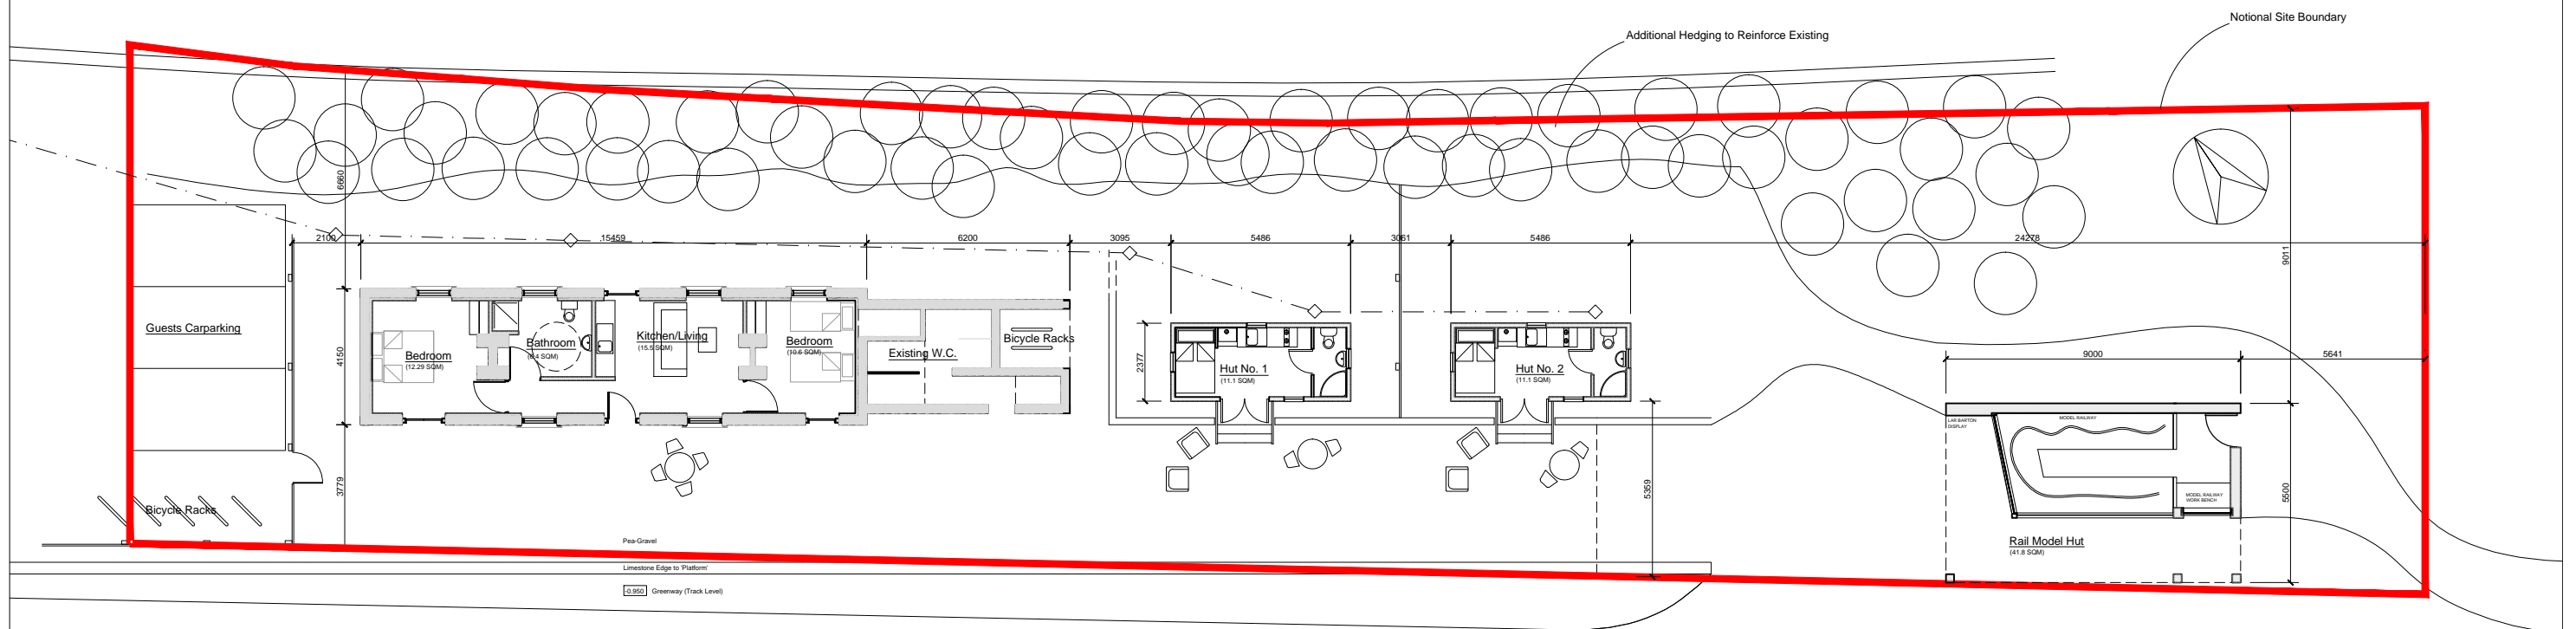 Notional Site Boundary
Additional Hedging to Reinforce Existing
6660
2100
15459
6200
3095
5486
3061
5486
24278
9011
Guests Carparking
4150
Bedroom
(12.29 SQM)
Bathroom
Kitchen/Living
(15.5 SQM)
Bedroom
(10.6 SQM)
Existing W.C.
Bicycle Racks
2377
Hut No. 1
(11.1 SQM)
Hut No. 2
(11.1 SQM)
9000
5641
LAR BARTON
DISPLAY
MODEL RAILWAY
MODEL RAILWAY
WORK BENCH
3779
5359
5500
Bicycle Racks
Pea-Gravel
Rail Model Hut
(41.8 SQM)
Limestone Edge to 'Platform'
-0.950 Greenway (Track Level)